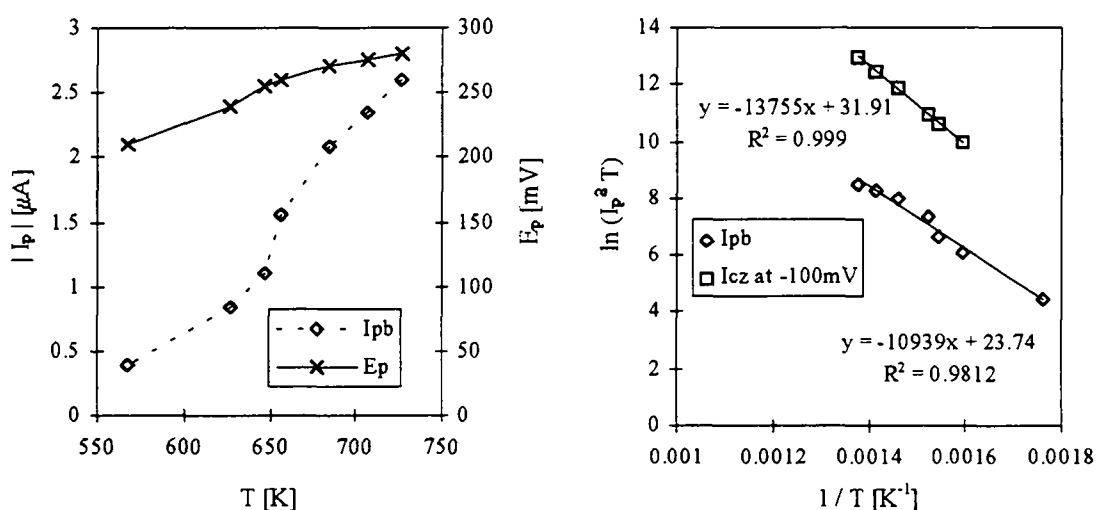 3
2.5
2
1.5
1
0.5
0
| Ip | [µA]
550
600
650
700
750
T [K]
300
250
200
150
100
50
0
Ep [mV]
Ipb
Ep
14
12
10
8
6
4
2
0
ln (Ip² T)
y = -13755x + 31.91
R² = 0.999
Ipb
Icz at -100mV
y = -10939x + 23.74
R² = 0.9812
0.001
0.0012
0.0014
0.0016
0.0018
1 / T [K⁻¹]